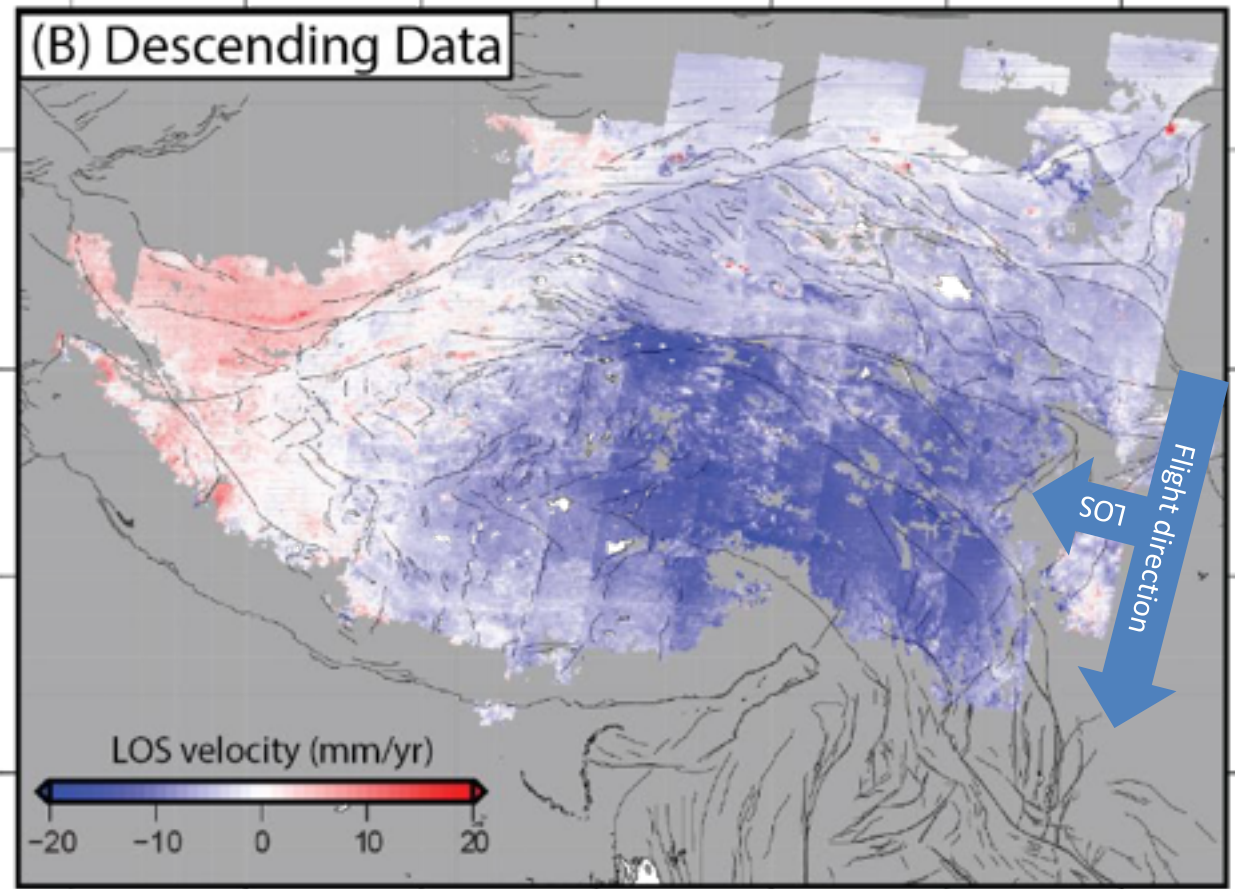 (B) Descending Data
Flight direction
LOS
LOS velocity (mm/yr)
−20 −10 0 10 20